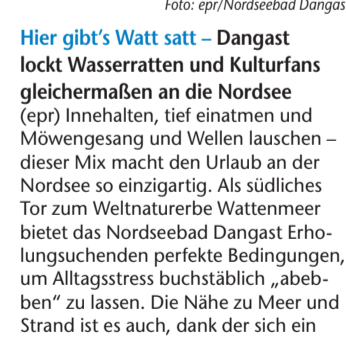 Foto: epr/Nordseebad Dangas
Hier gibt’s Watt satt – Dangast
lockt Wasserratten und Kulturfans
gleichermaßen an die Nordsee
(epr) Innehalten, tief einatmen und
Möwengesang und Wellen lauschen –
dieser Mix macht den Urlaub an der
Nordsee so einzigartig. Als südliches
Tor zum Weltnaturerbe Wattenmeer
bietet das Nordseebad Dangast Erho-
lungsuchenden perfekte Bedingungen,
um Alltagsstress buchstäblich „abeb-
ben“ zu lassen. Die Nähe zu Meer und
Strand ist es auch, dank der sich ein